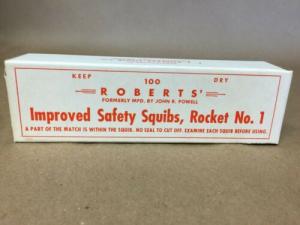 KEEP 100 DRY
ROBERTS'
FORMERLY MFD. BY JOHN R. POWELL
Improved Safety Squibs, Rocket No. 1
A PART OF THE MATCH IS WITHIN THE SQUIB. NO SEAL TO CUT OFF. EXAMINE EACH SQUIB BEFORE USING.